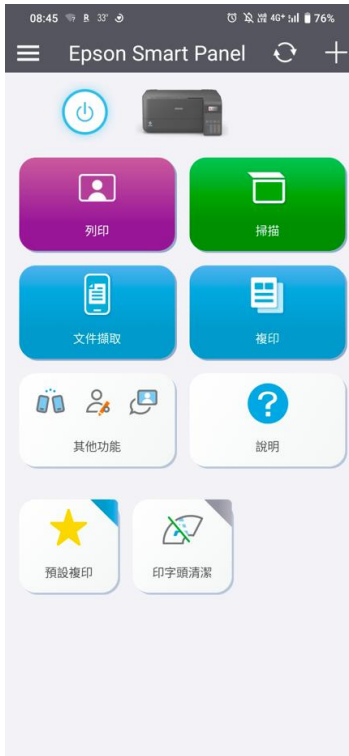 08:45 R 33° 4G+ 76%
Epson Smart Panel
列印
掃描
文件擷取
複印
其他功能
說明
預設複印
印字頭清潔